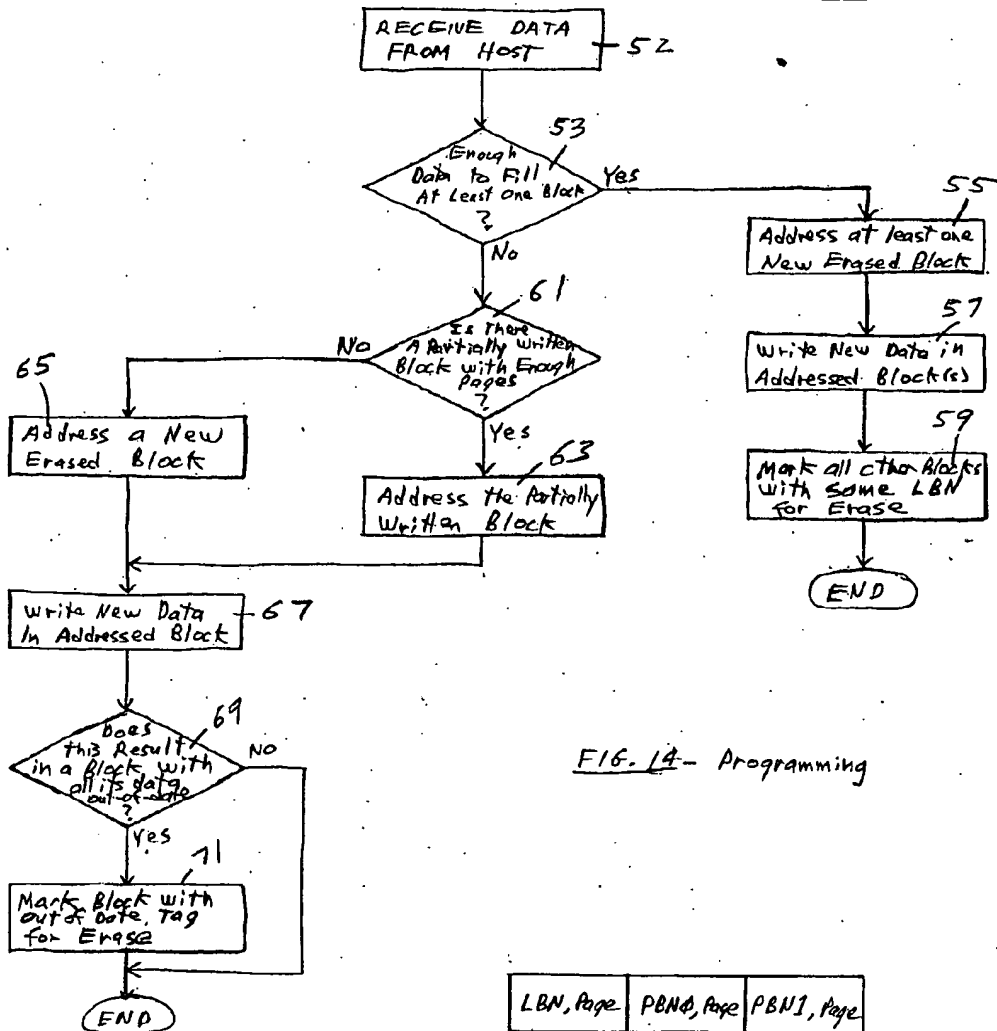 RECEIVE DATA
FROM HOST
52
53
Enough
Data to Fill
At Least One Block
?
Yes
No
55
Address at least one
New Erased Block
57
Write New Data in
Addressed Block(s)
59
Mark all other Blocks
with same LBN
for Erase
END
61
Is There
A Partially Written
Block with Enough
Pages
?
No
Yes
65
Address a New
Erased Block
63
Address the Partially
Written Block
Write New Data
In Addressed Block
67
69
Does
this Result
in a Block with
all its data
out-of-date
?
NO
Yes
71
Mark Block with
Out of Date Tag
for Erase
END
FIG. 14 - Programming
LBN, Page PBN0, Page PBN1, Page